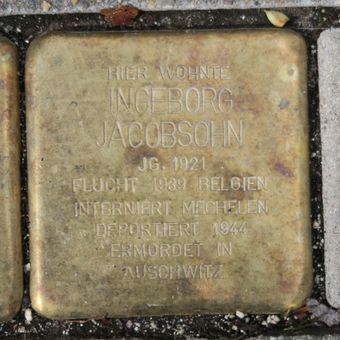 HIER WOHNTE
INGEBORG
JACOBSOHN
JG. 1921
FLUCHT 1939 BELGIEN
INTERNIERT MECHELEN
DEPORTIERT 1944
ERMORDET IN
AUSCHWITZ